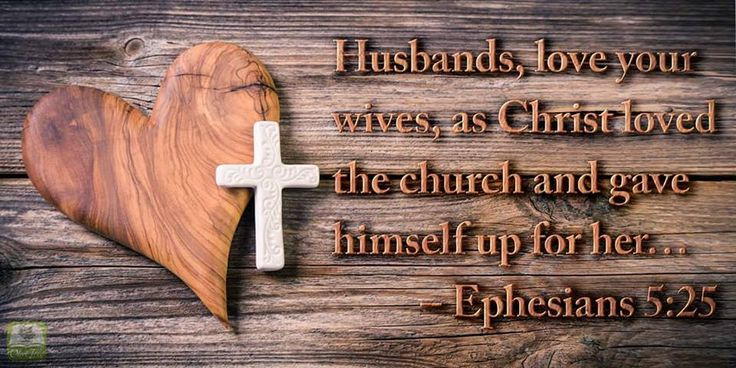 Husbands, love your
wives, as Christ loved
the church and gave
himself up for her...
– Ephesians 5:25